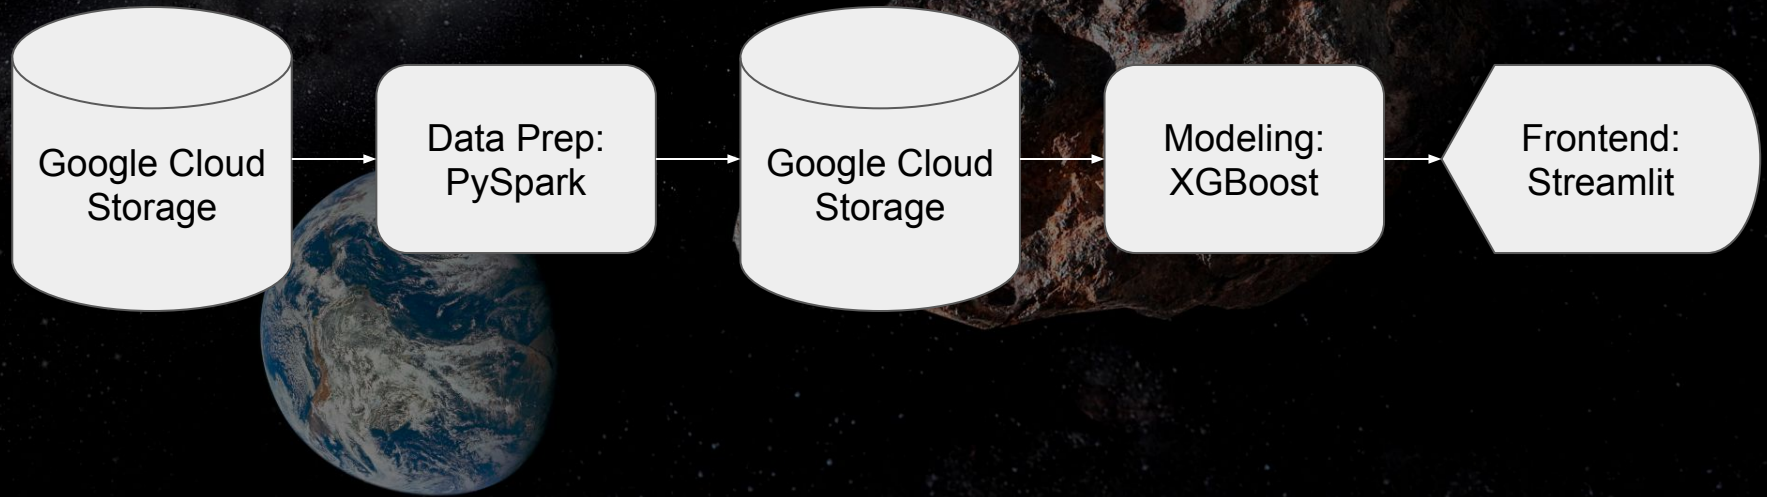 Google Cloud
Storage
Data Prep:
PySpark
Google Cloud
Storage
Modeling:
XGBoost
Frontend:
Streamlit